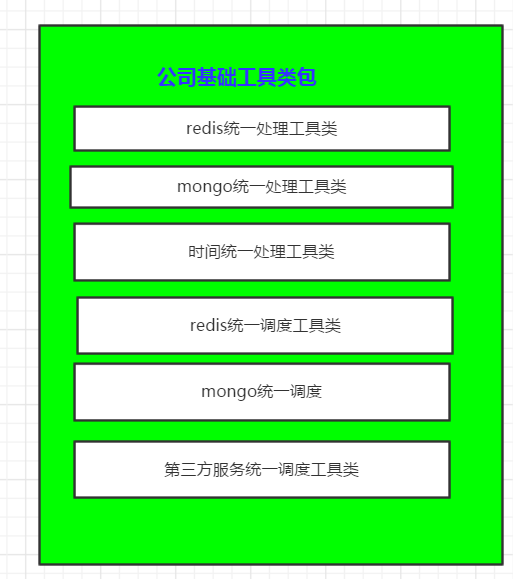 公司基础工具类包
redis统一处理工具类
mongo统一处理工具类
时间统一处理工具类
redis统一调度工具类
mongo统一调度
第三方服务统一调度工具类